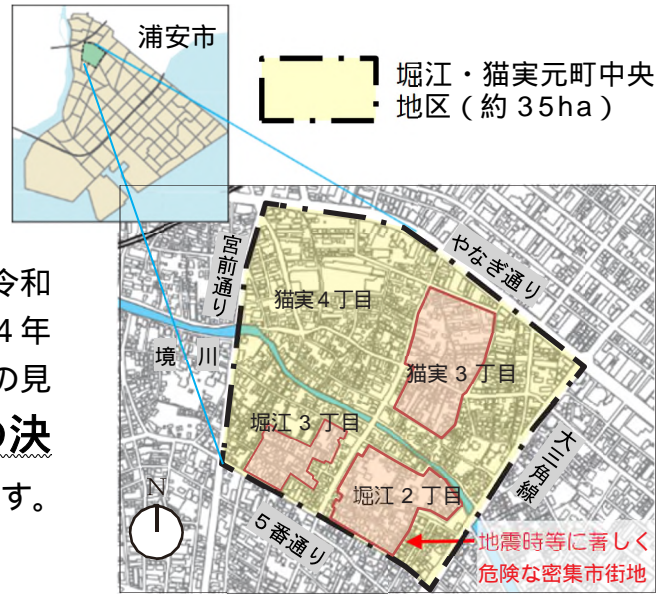 浦安市
堀江・猫実元町中央
地区（約 35ha）
令和
4 年
の見
の決
す。
やなぎ通り
宮前通り
猫実４丁目
境 川
猫実 3 丁目
堀江 3 丁目
大三角線
堀江 2 丁目
N
５番通り
地震時等に著しく
危険な密集市街地